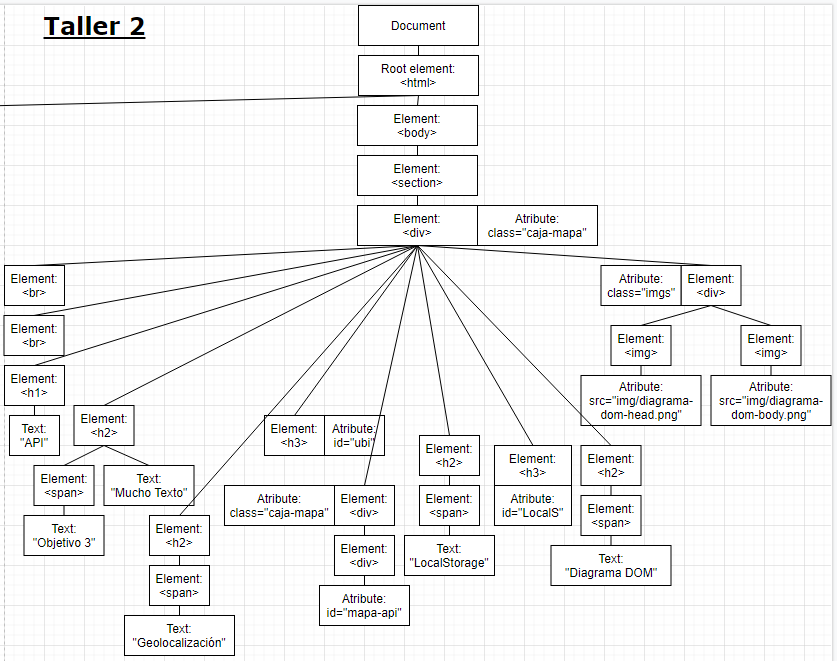 Taller 2
Document
Root element:
<html>
Element:
<body>
Element:
<section>
Element:
<div>
Atribute:
class="caja-mapa"
Element:
<br>
Element:
<br>
Element:
<h1>
Text:
"API"
Element:
<h2>
Element:
<span>
Text:
"Objetivo 3"
Text:
"Mucho Texto"
Element:
<h2>
Element:
<span>
Text:
"Geolocalización"
Element:
<h3>
Atribute:
id="ubi"
Atribute:
class="caja-mapa"
Element:
<div>
Element:
<div>
Atribute:
id="mapa-api"
Element:
<h2>
Element:
<span>
Text:
"LocalStorage"
Element:
<h3>
Atribute:
id="LocalS"
Element:
<h2>
Element:
<span>
Text:
"Diagrama DOM"
Atribute:
class="imgs"
Element:
<div>
Element:
<img>
Atribute:
src="img/diagrama-
dom-head.png"
Element:
<img>
Atribute:
src="img/diagrama-
dom-body.png"